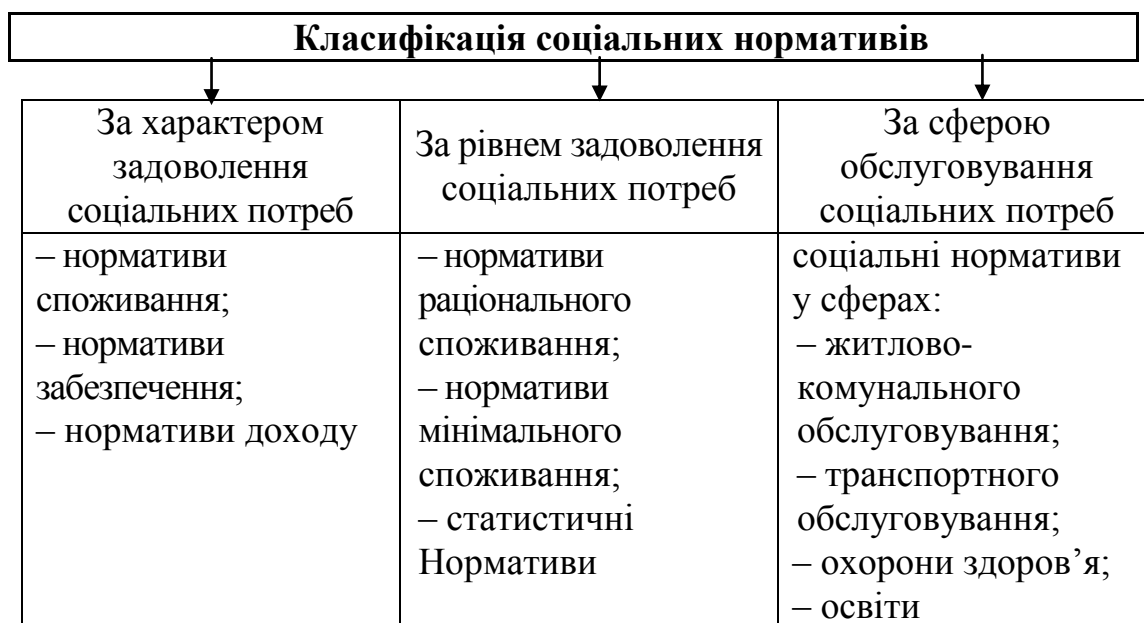 Класифікація соціальних нормативів
За характером
задоволення
соціальних потреб
За рівнем задоволення
соціальних потреб
За сферою
обслуговування
соціальних потреб
– нормативи
споживання;
– нормативи
забезпечення;
– нормативи доходу
– нормативи
раціонального
споживання;
– нормативи
мінімального
споживання;
– статистичні
Нормативи
соціальні нормативи
у сферах:
– житлово-
комунального
обслуговування;
– транспортного
обслуговування;
– охорони здоров’я;
– освіти